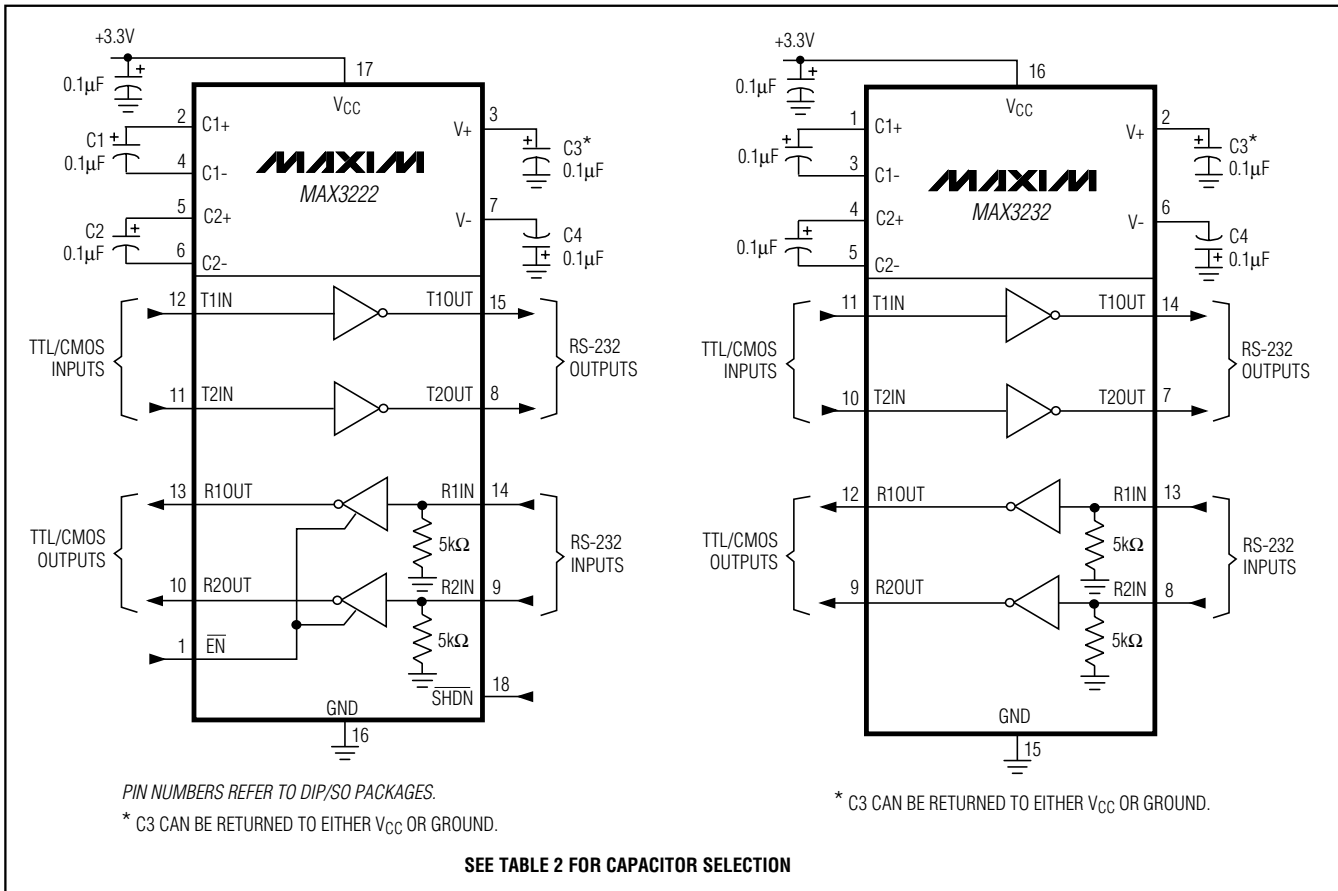 +3.3V
17
0.1µF
+
VCC
2
C1+
C1
+
0.1µF
4
C1-
MAXIM
MAX3222
3
V+
+
C3*
0.1µF
5
C2+
C2
+
0.1µF
6
C2-
7
V-
C4
+
0.1µF
12
T1IN
T1OUT
15
TTL/CMOS
INPUTS
RS-232
OUTPUTS
11
T2IN
T2OUT
8
13
R1OUT
R1IN
14
TTL/CMOS
OUTPUTS
5kΩ
RS-232
INPUTS
10
R2OUT
R2IN
9
5kΩ
1
EN
SHDN
18
GND
16
PIN NUMBERS REFER TO DIP/SO PACKAGES.
* C3 CAN BE RETURNED TO EITHER VCC OR GROUND.
+3.3V
16
0.1µF
+
VCC
1
C1+
+
0.1µF
3
C1-
MAXIM
MAX3232
2
V+
+
C3*
0.1µF
4
C2+
+
0.1µF
5
C2-
6
V-
C4
+
0.1µF
11
T1IN
T1OUT
14
TTL/CMOS
INPUTS
RS-232
OUTPUTS
10
T2IN
T2OUT
7
12
R1OUT
R1IN
13
TTL/CMOS
OUTPUTS
5kΩ
RS-232
INPUTS
9
R2OUT
R2IN
8
5kΩ
GND
15
* C3 CAN BE RETURNED TO EITHER VCC OR GROUND.
SEE TABLE 2 FOR CAPACITOR SELECTION